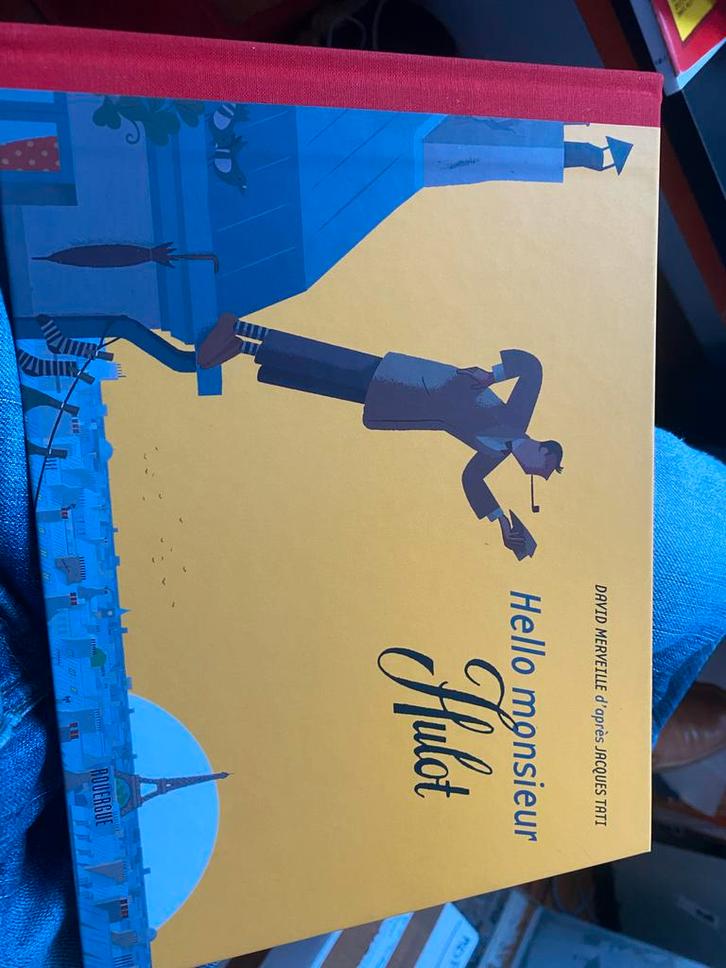 DAVID MERVEILLE d'après JACQUES TATI
Hello monsieur
Hulot
ROUERGUE